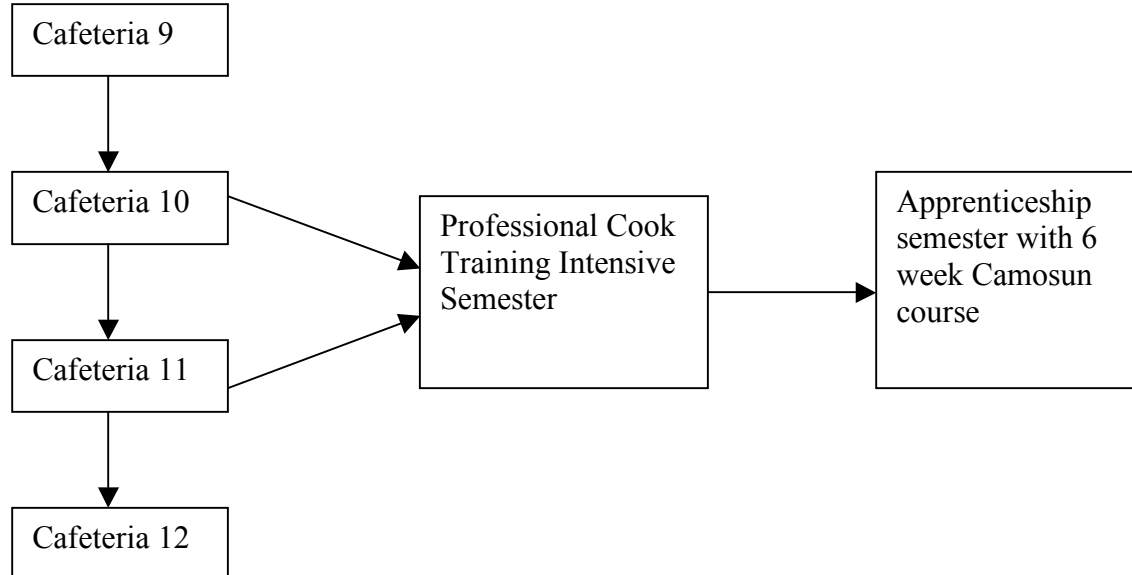 Cafeteria 9
Cafeteria 10
Cafeteria 11
Cafeteria 12
Professional Cook
Training Intensive
Semester
Apprenticeship
semester with 6
week Camosun
course